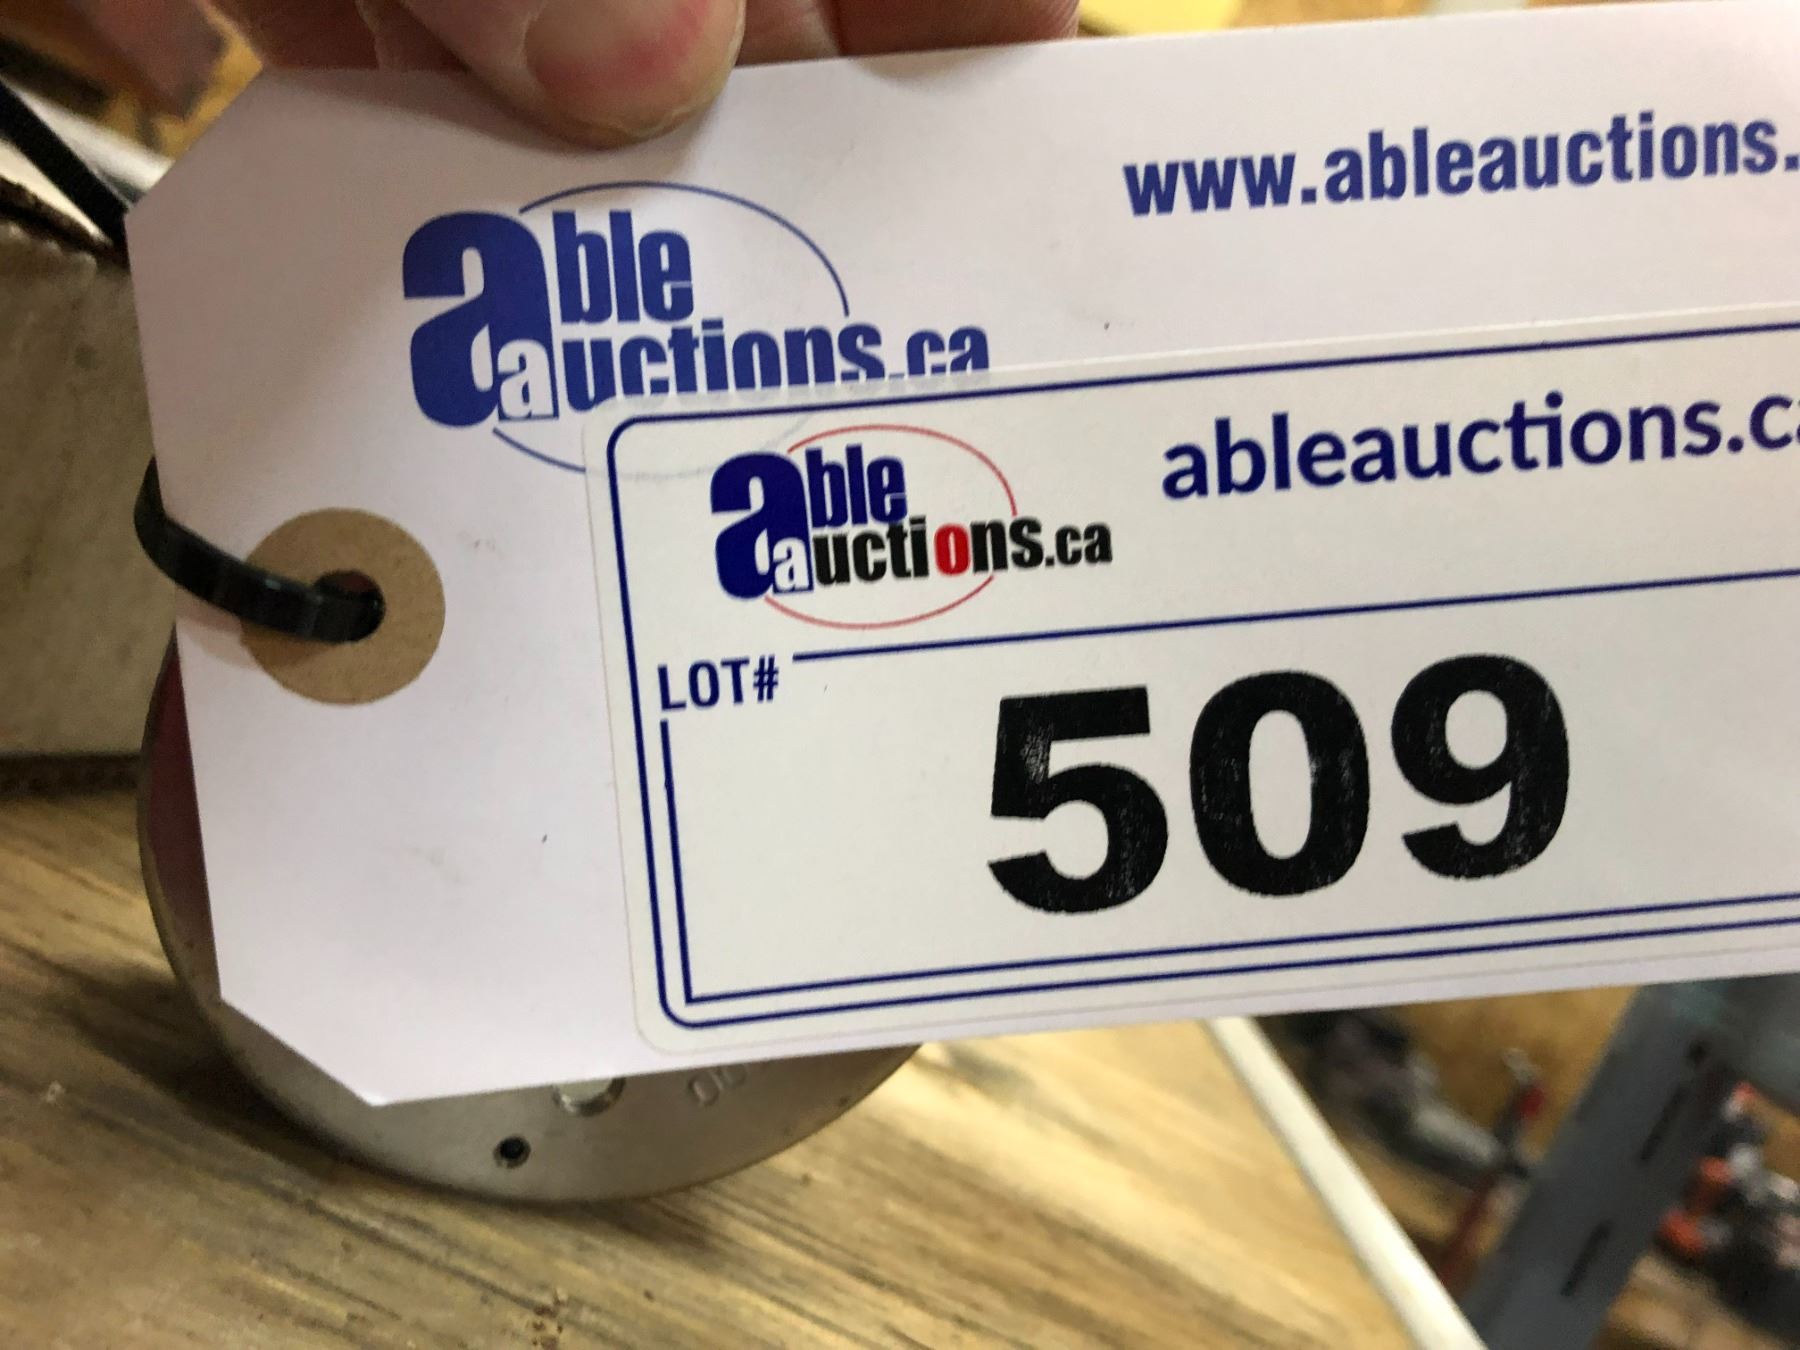 able
auctions.ca
www.ableauctions.
able
auctions.ca
ableauctions.ca
LOT#
509